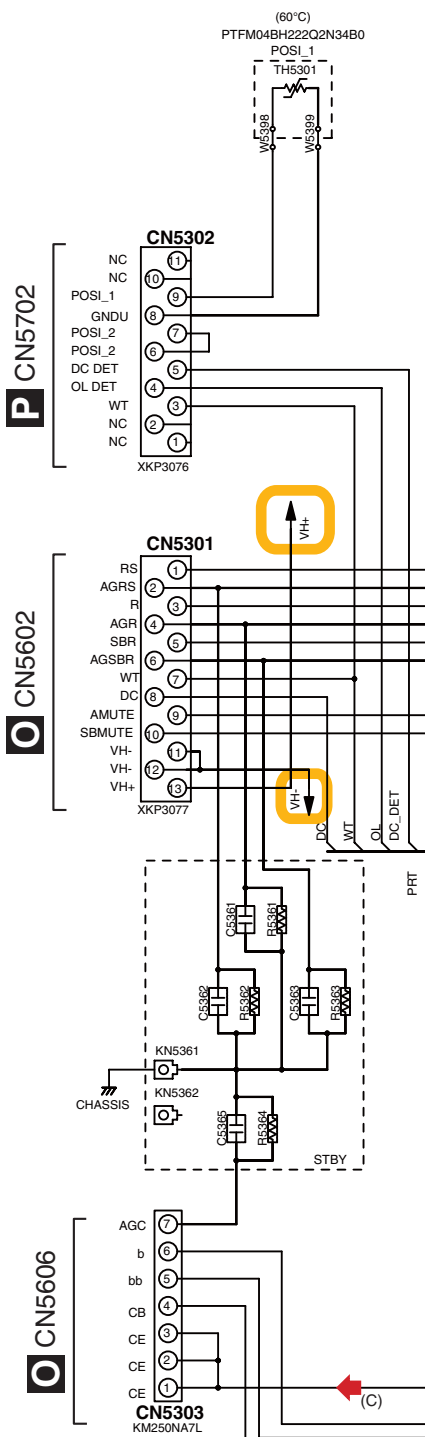 (60°C)
PTFM04BH222Q2N34B0
POSI_1
TH5301
W5398
W5399
CN5302
P CN5702
NC 11
NC 10
POSI_1 9
GNDU 8
POSI_2 7
POSI_2 6
DC DET 5
OL DET 4
WT 3
NC 2
NC 1
XKP3076
VH+
CN5301
O CN5602
RS 1
AGRS 2
R 3
AGR 4
SBR 5
AGSBR 6
WT 7
DC 8
AMUTE 9
SBMUTE 10
VH- 11
VH- 12
VH+ 13
XKP3077
VH-
DC
WT
OL
DC_DET
PRT
C5361
R5361
C5362
R5362
C5363
R5363
KN5361
CHASSIS
KN5362
C5365
R5364
STBY
O CN5606
AGC 7
b 6
bb 5
CB 4
CE 3
CE 2
CE 1
(C)
CN5303
KM250NA7L